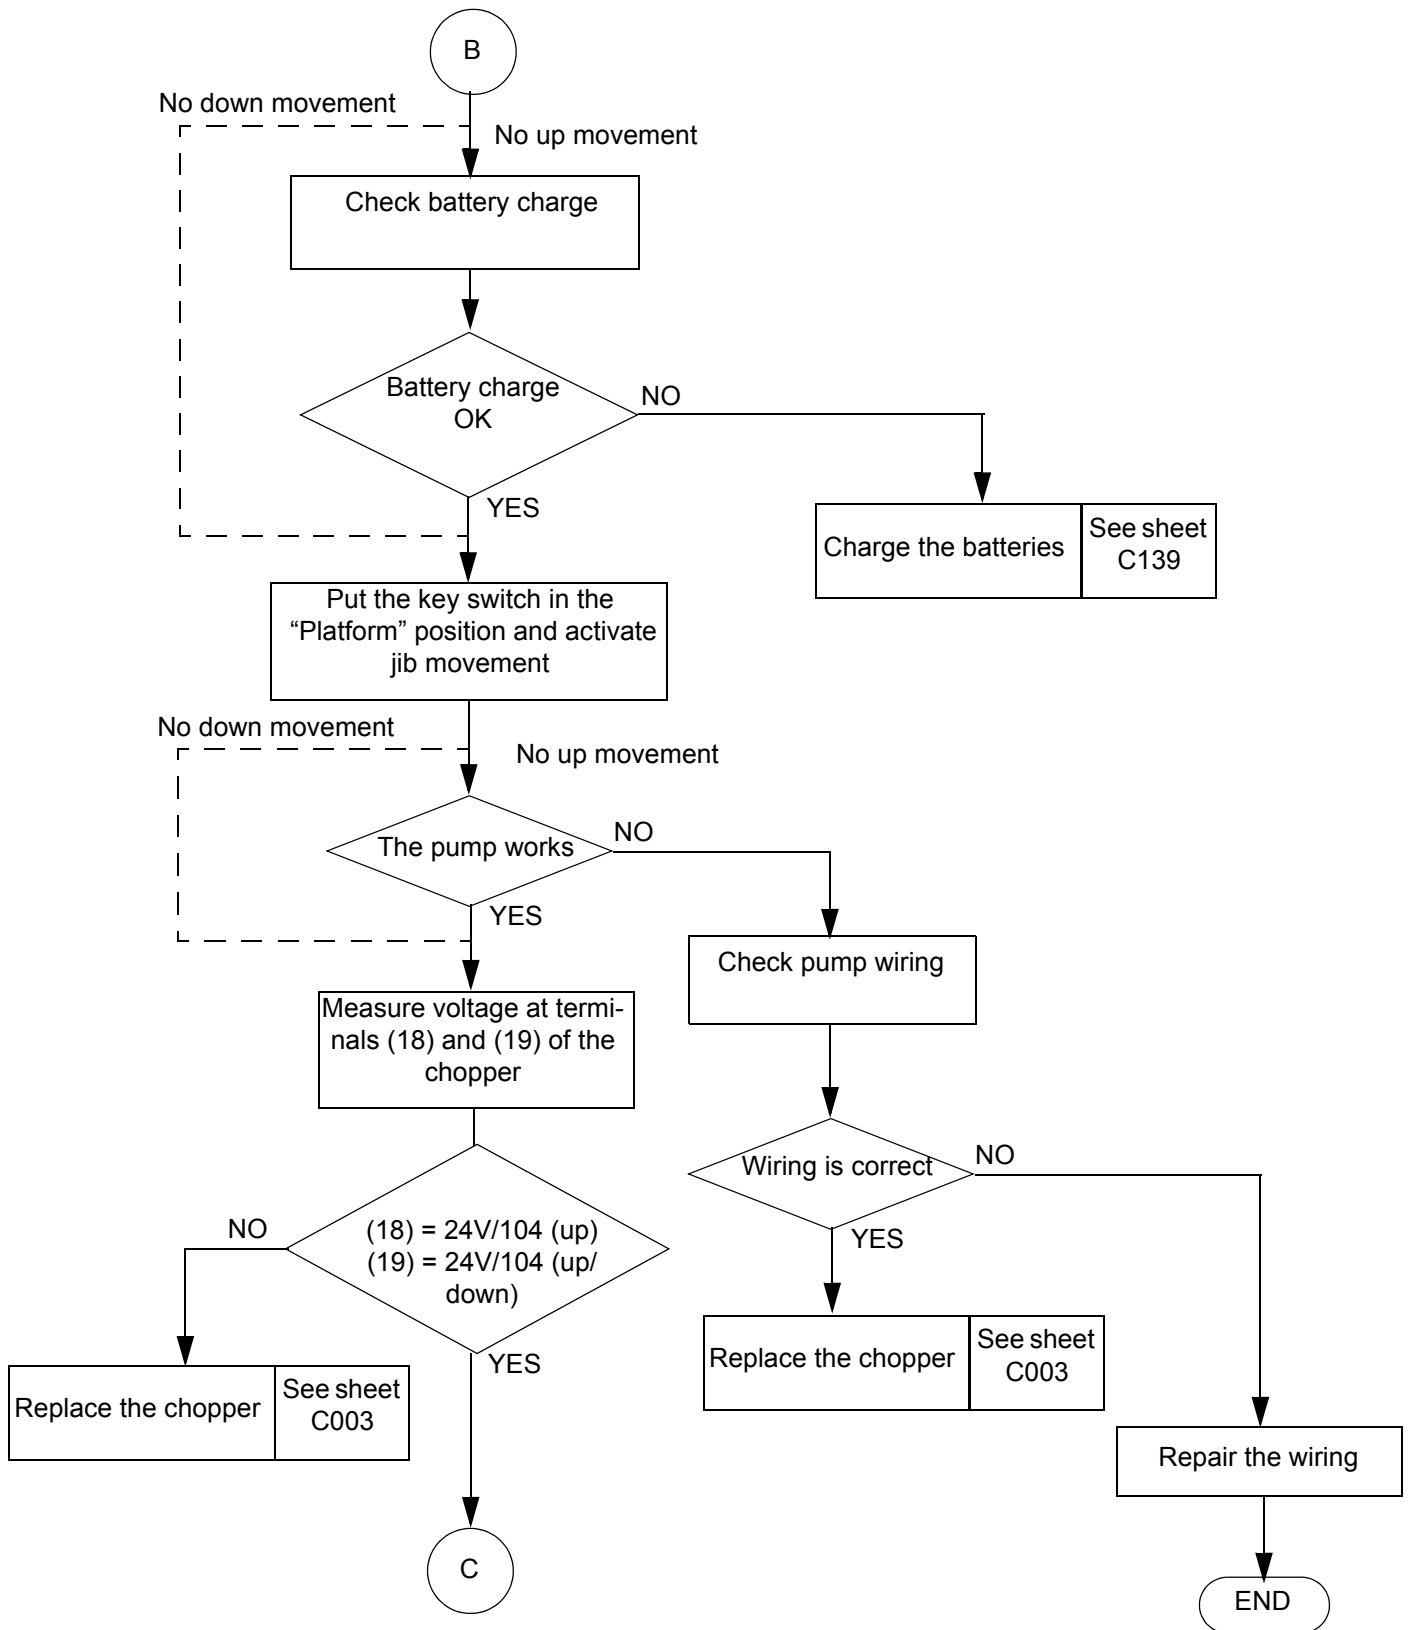 B
No down movement
No up movement
Check battery charge
Battery charge
OK
NO
YES
Charge the batteries
See sheet
C139
Put the key switch in the
“Platform” position and activate
jib movement
No down movement
No up movement
The pump works
NO
YES
Check pump wiring
Measure voltage at termi-
nals (18) and (19) of the
chopper
Wiring is correct
NO
YES
NO
(18) = 24V/104 (up)
(19) = 24V/104 (up/
down)
YES
Replace the chopper
See sheet
C003
Replace the chopper
See sheet
C003
Repair the wiring
C
END